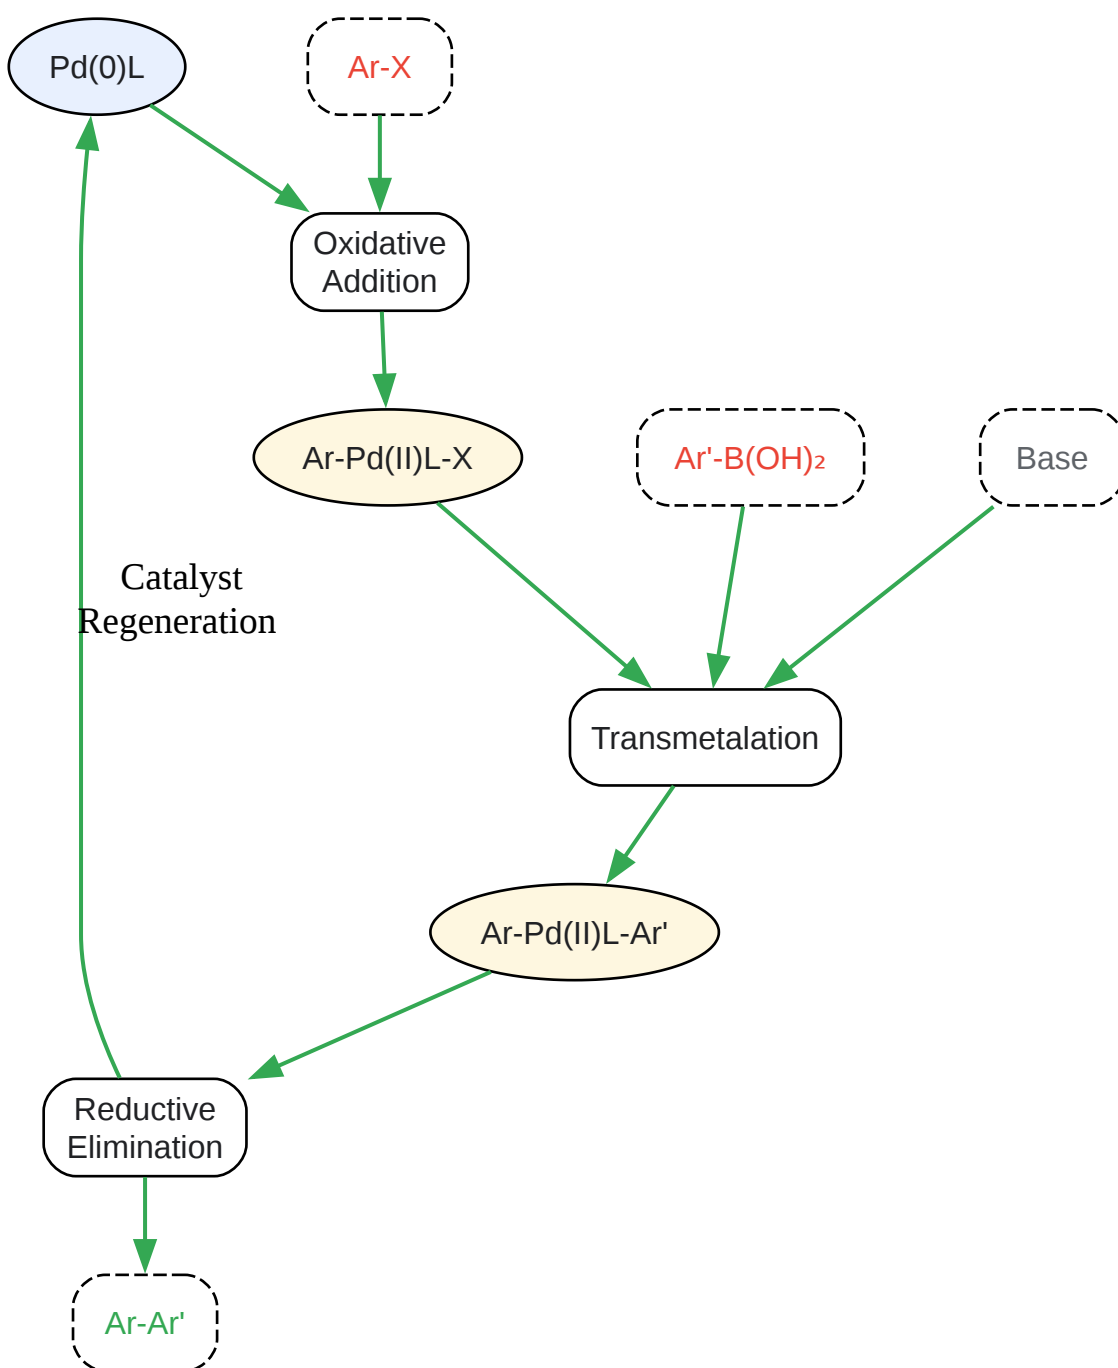 Pd(0)L
Ar-X
Oxidative
Addition
Ar-Pd(II)L-X
Ar'-B(OH)₂
Base
Catalyst
Regeneration
Transmetalation
Ar-Pd(II)L-Ar'
Reductive
Elimination
Ar-Ar'